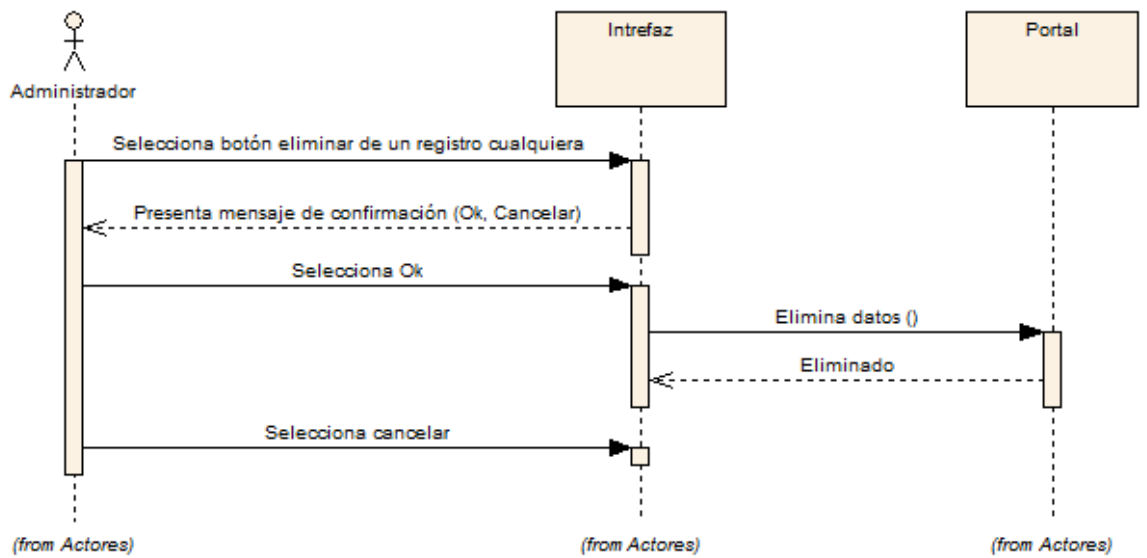 Administrador
Intrefaz
Portal
Selecciona botón eliminar de un registro cualquiera
Presenta mensaje de confirmación (Ok, Cancelar)
Selecciona Ok
Elimina datos ()
Eliminado
Selecciona cancelar
(from Actores)
(from Actores)
(from Actores)